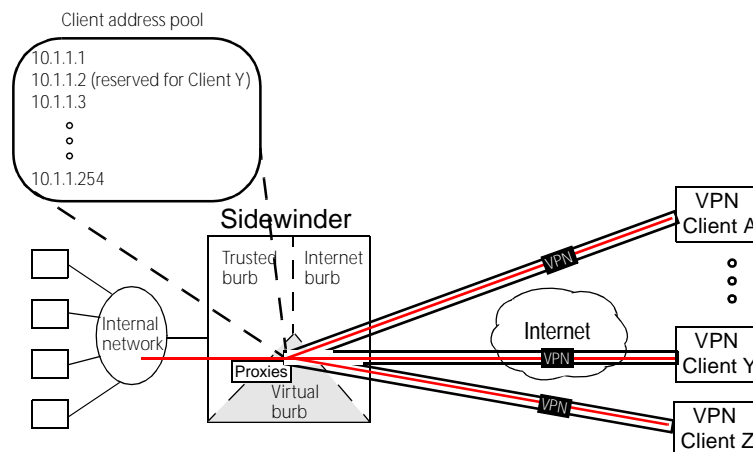 Client address pool
10.1.1.1
10.1.1.2 (reserved for Client Y)
10.1.1.3
10.1.1.254
Sidewinder
Trusted
burb
Internet
burb
Internal
network
Proxies
Virtual
burb
VPN
VPN
VPN
Internet
VPN
Client A
VPN
Client Y
VPN
Client Z